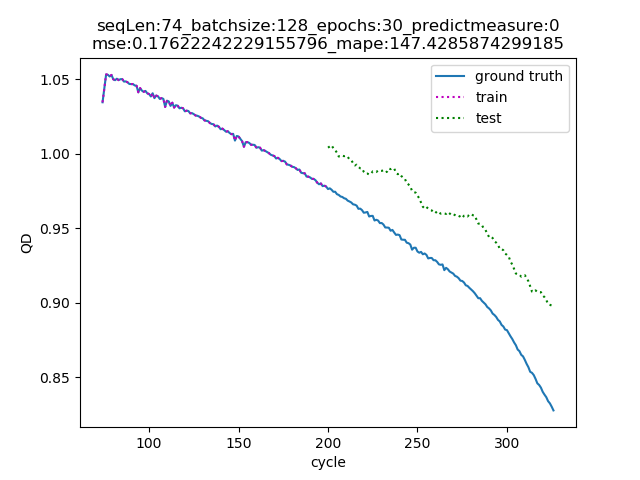 seqLen:74_batchsize:128_epochs:30_predictmeasure:0
mse:0.17622242229155796_mape:147.4285874299185
ground truth
train
test
1.05
1.00
0.95
0.90
0.85
QD
100
150
200
250
300
cycle